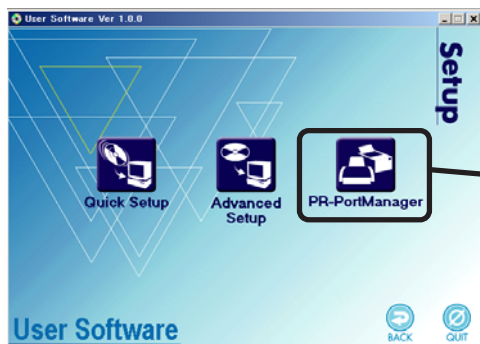 User Software Ver 1.0.0
Setup
Quick Setup
Advanced
Setup
PR-PortManager
User Software
BACK
QUIT